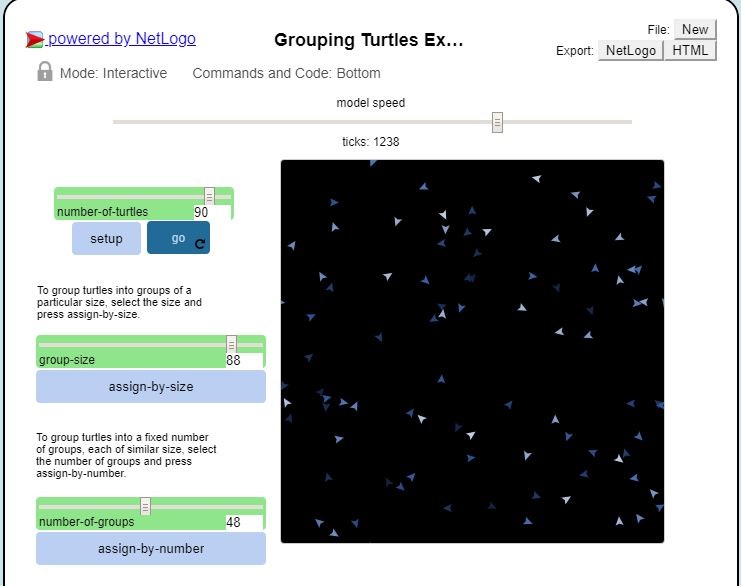 powered by NetLogo
Grouping Turtles Ex...
File: New
Export: NetLogo HTML
Mode: Interactive Commands and Code: Bottom
model speed
ticks: 1238
number-of-turtles 90
setup go
To group turtles into groups of a
particular size, select the size and
press assign-by-size.
group-size 88
assign-by-size
To group turtles into a fixed number
of groups, each of similar size, select
the number of groups and press
assign-by-number.
number-of-groups 48
assign-by-number